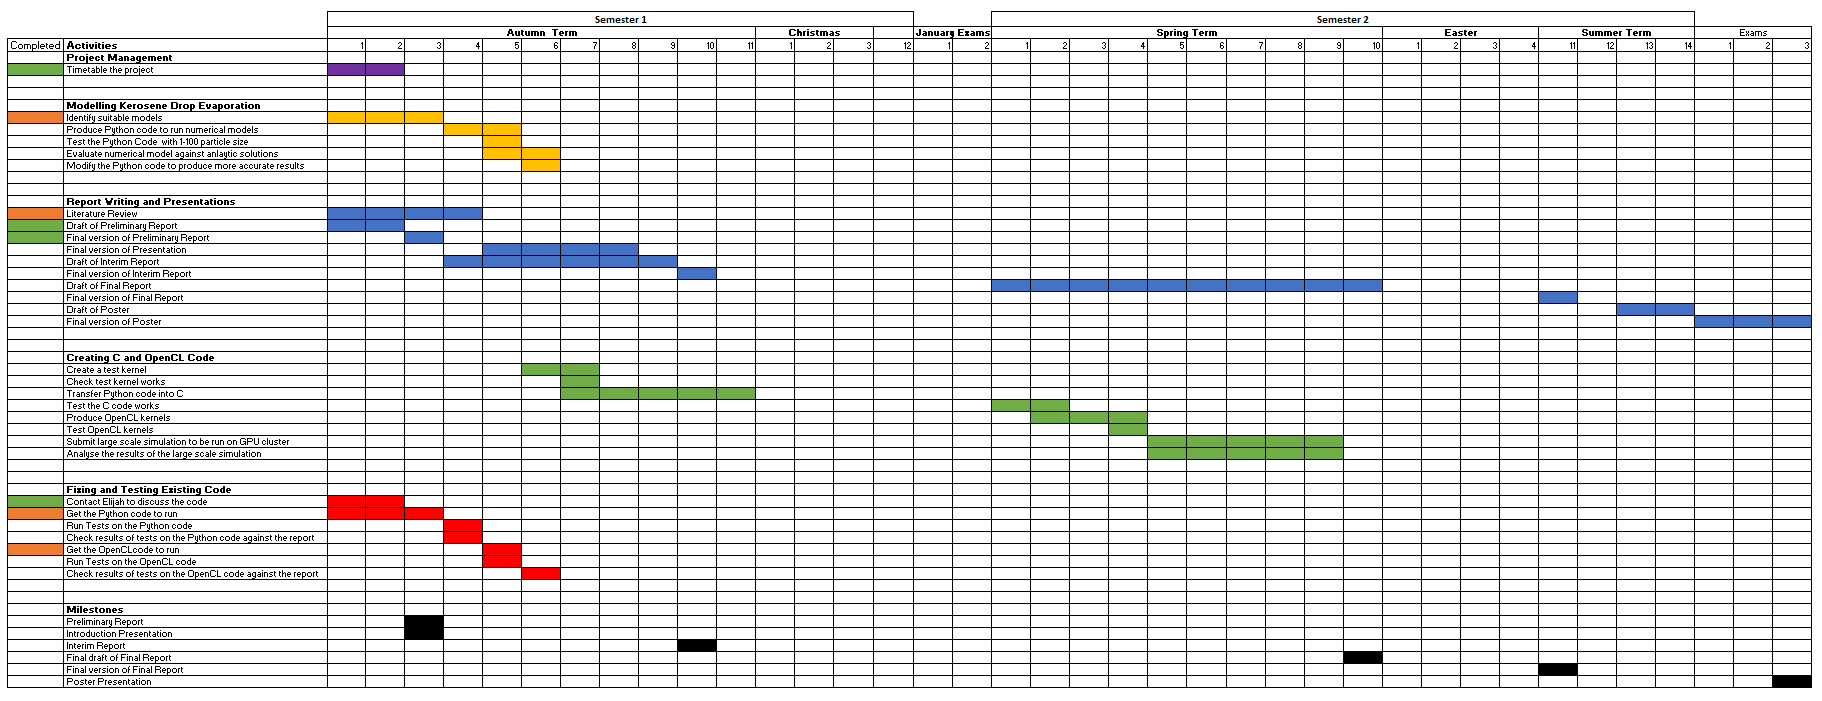 Semester 1 Semester 2
Autumn Term Christmas January Exams Spring Term Easter Summer Term Exams
Completed Activities 1 2 3 4 5 6 7 8 9 10 11 1 2 3 12 1 2 1 2 3 4 5 6 7 8 9 10 1 2 3 4 11 12 13 14 1 2 3
Project Management
Timetable the project
Modelling Kerosene Drop Evaporation
Identify suitable models
Produce Python code to run numerical models
Test the Python Code with 1-100 particle size
Evaluate numerical model against anlaytic solutions
Modify the Python code to produce more accurate results
Report Writing and Presentations
Literature Review
Draft of Preliminary Report
Final version of Preliminary Report
Final version of Presentation
Draft of Interim Report
Final version of Interim Report
Draft of Final Report
Final version of Final Report
Draft of Poster
Final version of Poster
Creating C and OpenCL Code
Create a test kernel
Check test kernel works
Transfer Python code into C
Test the C code works
Produce OpenCL kernels
Test OpenCL kernels
Submit large scale simulation to be run on GPU cluster
Analyse the results of the large scale simulation
Fixing and Testing Existing Code
Contact Elijah to discuss the code
Get the Python code to run
Run Tests on the Python code
Check results of tests on the Python code against the report
Get the OpenCLcode to run
Run Tests on the OpenCL code
Check results of tests on the OpenCL code against the report
Milestones
Preliminary Report
Introduction Presentation
Interim Report
Final draft of Final Report
Final version of Final Report
Poster Presentation